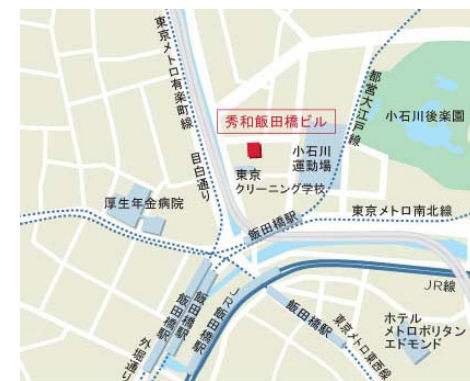 東京メトロ有楽町線
目白通り
秀和飯田橋ビル
都営大江戸線
小石川後楽園
小石川
運動場
東京
クリーニング学校
厚生年金病院
飯田橋駅
東京メトロ南北線
JR線
JR飯田橋駅
飯田橋駅
飯田橋駅
飯田橋駅
外堀通り
東京メトロ東西線
ホテル
メトロポリタン
エドモンド